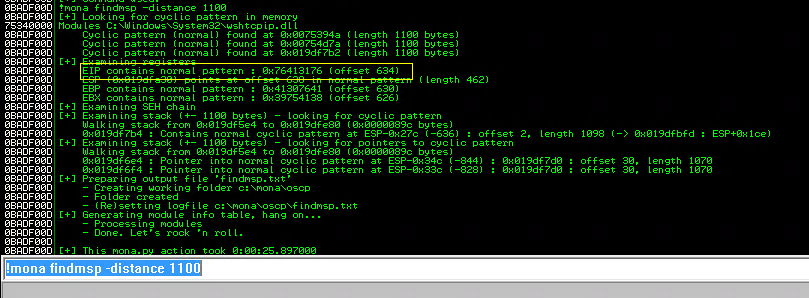 !mona findmsp -distance 1100
0BADF00D [+] Looking for cyclic pattern in memory
75340000 Modules C:\Windows\System32\wshtcpip.dll
0BADF00D Cyclic pattern (normal) found at 0x0075394a (length 1100 bytes)
0BADF00D Cyclic pattern (normal) found at 0x00754d7a (length 1100 bytes)
0BADF00D Cyclic pattern (normal) found at 0x019df7b2 (length 1100 bytes)
0BADF00D [+] Examining registers
0BADF00D EIP contains normal pattern : 0x76413176 (offset 634)
0BADF00D ESP (0x019dfa30) points at offset 638 in normal pattern (length 462)
0BADF00D EBP contains normal pattern : 0x41307641 (offset 630)
0BADF00D EBX contains normal pattern : 0x39754138 (offset 626)
0BADF00D [+] Examining SEH chain
0BADF00D [+] Examining stack (+- 1100 bytes) - looking for cyclic pattern
0BADF00D Walking stack from 0x019df5e4 to 0x019dfe80 (0x0000089c bytes)
0BADF00D 0x019df7b4 : Contains normal cyclic pattern at ESP-0x27c (-636) : offset 2, length 1098 (-> 0x019dfbfd : ESP+0x1ce)
0BADF00D [+] Examining stack (+- 1100 bytes) - looking for pointers to cyclic pattern
0BADF00D Walking stack from 0x019df5e4 to 0x019dfe80 (0x0000089c bytes)
0BADF00D 0x019df6e4 : Pointer into normal cyclic pattern at ESP-0x34c (-844) : 0x019df7d0 : offset 30, length 1070
0BADF00D 0x019df6f4 : Pointer into normal cyclic pattern at ESP-0x33c (-828) : 0x019df7d0 : offset 30, length 1070
0BADF00D [+] Preparing output file 'findmsp.txt'
0BADF00D - Creating working folder c:\mona\oscp
0BADF00D - Folder created
0BADF00D - (Re)setting logfile c:\mona\oscp\findmsp.txt
0BADF00D [+] Generating module info table, hang on...
0BADF00D - Processing modules
0BADF00D - Done. Let's rock 'n roll.
0BADF00D
0BADF00D [+] This mona.py action took 0:00:25.897000
!mona findmsp -distance 1100